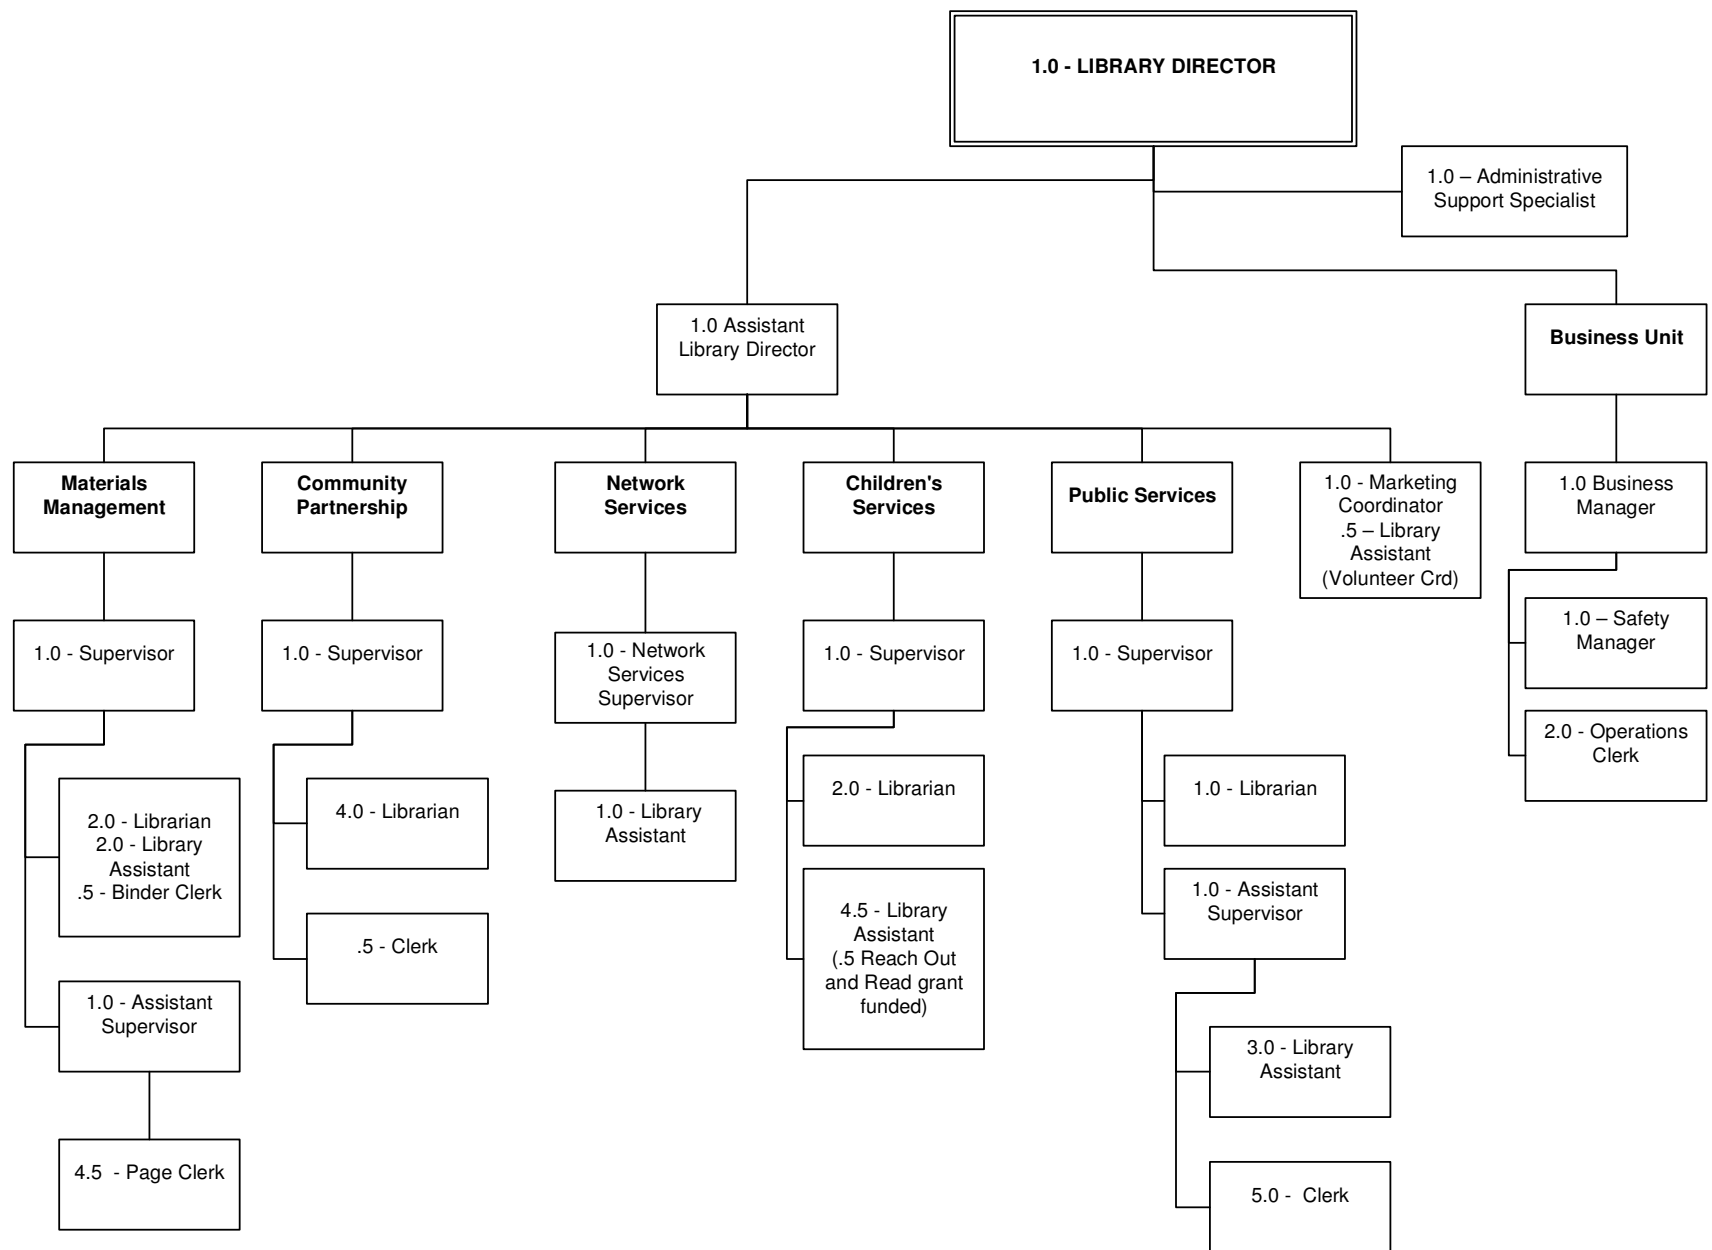 1.0 - LIBRARY DIRECTOR
1.0 – Administrative
Support Specialist
1.0 Assistant
Library Director
Business Unit
Materials
Management
Community
Partnership
Network
Services
Children's
Services
Public Services
1.0 - Marketing
Coordinator
.5 – Library
Assistant
(Volunteer Crd)
1.0 Business
Manager
1.0 – Safety
Manager
2.0 - Operations
Clerk
1.0 - Supervisor
1.0 - Supervisor
1.0 - Network
Services
Supervisor
1.0 - Supervisor
1.0 - Supervisor
2.0 - Librarian
2.0 - Library
Assistant
.5 - Binder Clerk
4.0 - Librarian
1.0 - Library
Assistant
2.0 - Librarian
1.0 - Librarian
.5 - Clerk
4.5 - Library
Assistant
(.5 Reach Out
and Read grant
funded)
1.0 - Assistant
Supervisor
1.0 - Assistant
Supervisor
3.0 - Library
Assistant
4.5  - Page Clerk
5.0 -  Clerk